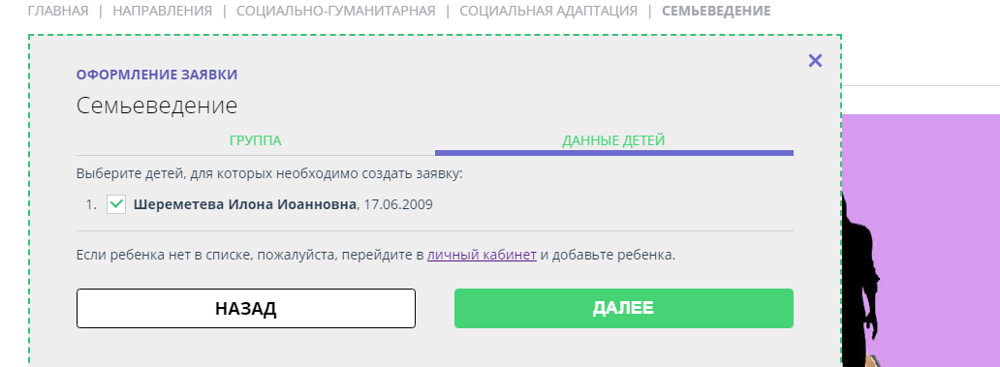 ГЛАВНАЯ | НАПРАВЛЕНИЯ | СОЦИАЛЬНО-ГУМАНИТАРНАЯ | СОЦИАЛЬНАЯ АДАПТАЦИЯ | СЕМЬЕВЕДЕНИЕ
ОФОРМЛЕНИЕ ЗАЯВКИ
Семьеведение
ГРУППА ДАННЫЕ ДЕТЕЙ
Выберите детей, для которых необходимо создать заявку:
1. Шереметева Илона Иоанновна, 17.06.2009
Если ребенка нет в списке, пожалуйста, перейдите в личный кабинет и добавьте ребенка.
НАЗАД ДАЛЕЕ